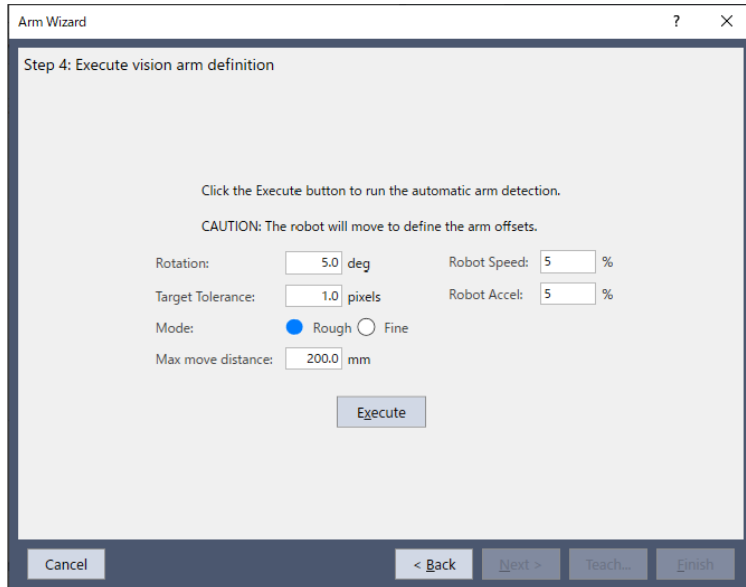 Arm Wizard ?
Step 4: Execute vision arm definition
Click the Execute button to run the automatic arm detection.
CAUTION: The robot will move to define the arm offsets.
Rotation: 5.0 deg Robot Speed: 5 %
Target Tolerance: 1.0 pixels Robot Accel: 5 %
Mode: Rough Fine
Max move distance: 200.0 mm
Execute
Cancel < Back Next > Teach... Finish